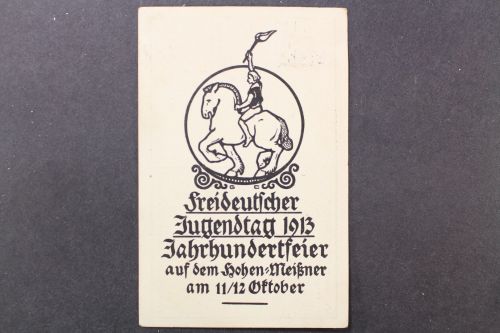 Freideutscher
Jugendtag 1913
Jahrhundertfeier
auf dem Hohen-Meißner
am 11/12 Oktober